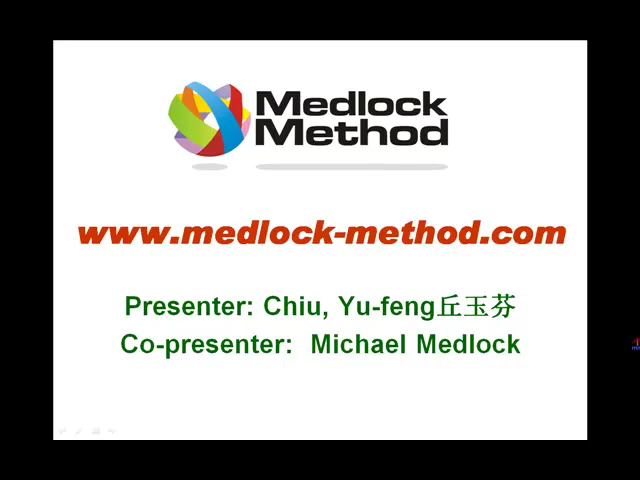 Medlock
Method
www.medlock-method.com
Presenter: Chiu, Yu-feng丘玉芬
Co-presenter: Michael Medlock